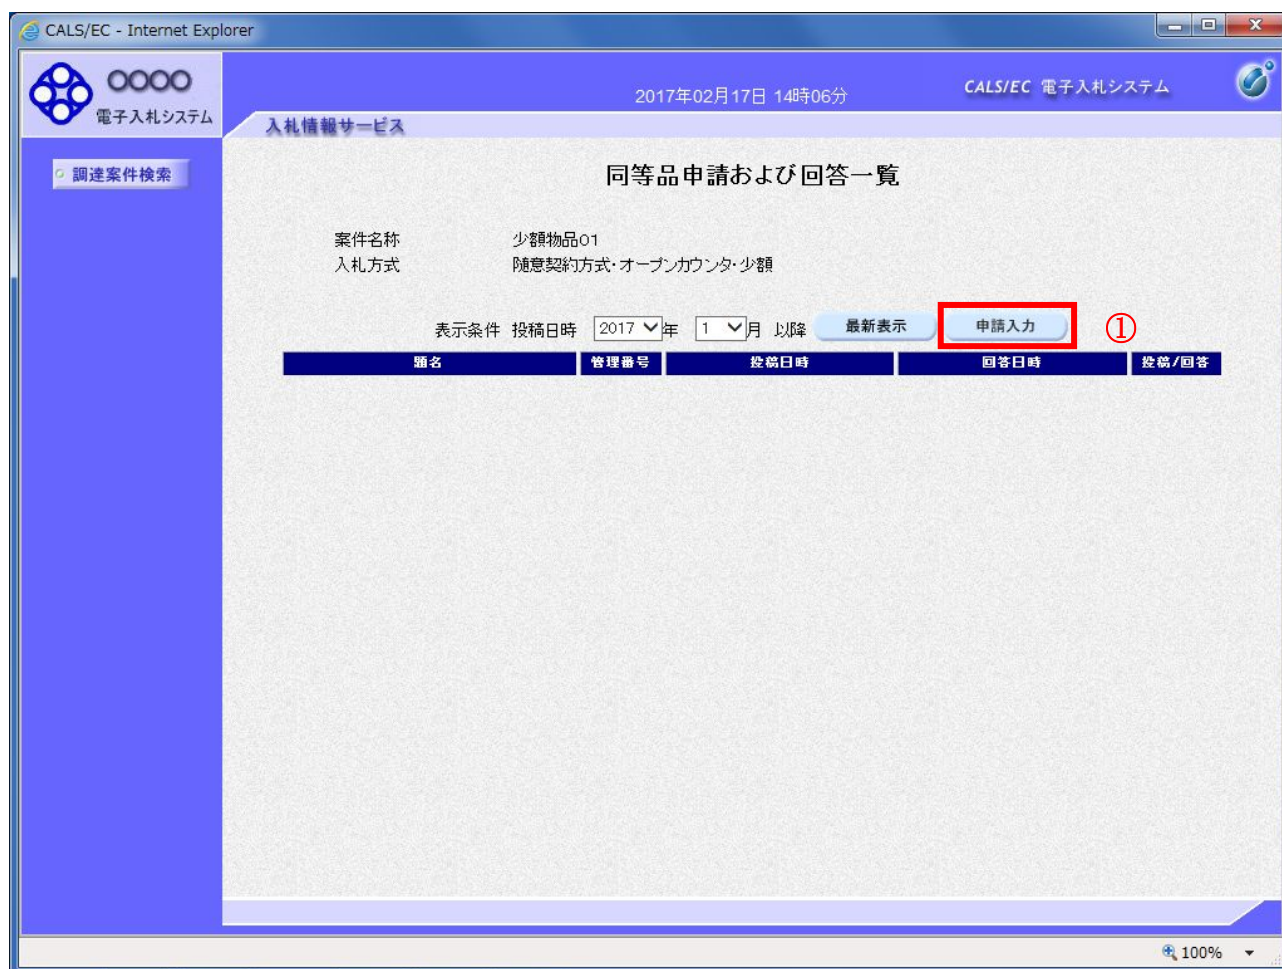 CALS/EC - Internet Explorer
〇〇〇〇
電子入札システム
2017年02月17日 14時06分
CALS/EC 電子入札システム
入札情報サービス
調達案件検索
同等品申請および回答一覧
案件名称 少額物品01
入札方式 随意契約方式・オープンカウンタ・少額
表示条件 投稿日時 2017 年 1 月 以降 最新表示 申請入力 ①
題名 管理番号 投稿日時 回答日時 投稿/回答
100%